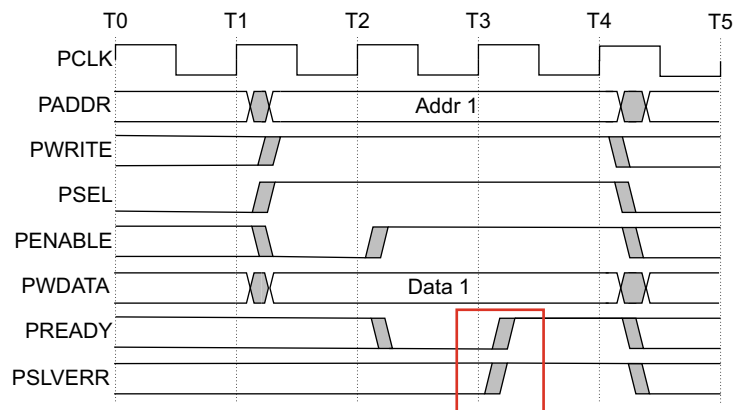 T0 T1 T2 T3 T4 T5
PCLK
PADDR Addr 1
PWRITE
PSEL
PENABLE
PWDATA Data 1
PREADY
PSLVERR